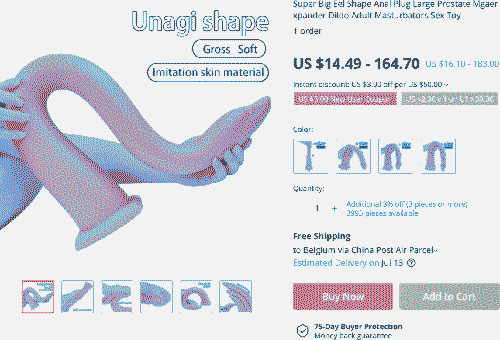 Super Big Eel Shape Anal Plug Large Prostate Mgaer
xpander Dildo Adult Masturbators Sex Toy
1 order
Unagi shape
Gross Soft
Imitation skin material
US $14.49 - 164.70 US $16.10 - 183.00
Instant discount: US $3.00 off per US $50.00
Color:
Quantity:
1 +
Additional 3% off (3 pieces or more)
3995 pieces available
Free Shipping
to Belgium via China Post Air Parcel
Estimated Delivery on Jul 13
Buy Now
Add to Cart
75-Day Buyer Protection
Money back guarantee